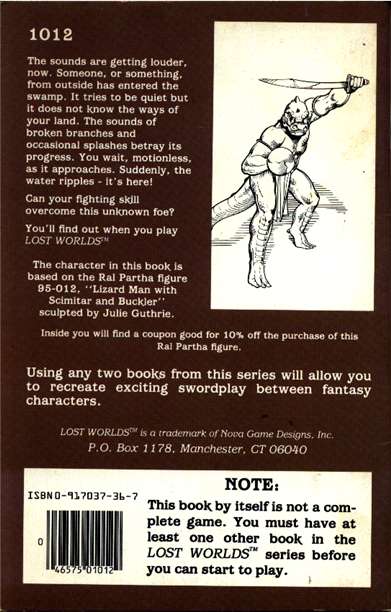 1012
The sounds are getting louder,
now. Someone, or something,
from outside has entered the
swamp. It tries to be quiet but
it does not know the ways of
your land. The sounds of
broken branches and
occasional splashes betray its
progress. You wait, motionless,
as it approaches. Suddenly, the
water ripples - it's here!
Can your fighting skill
overcome this unknown foe?
You'll find out when you play
LOST WORLDS™
The character in this book is
based on the Ral Partha figure
95-012, "Lizard Man with
Scimitar and Buckler"
sculpted by Julie Guthrie.
Inside you will find a coupon good for 10% off the purchase of this
Ral Partha figure.
Using any two books from this series will allow you
to recreate exciting swordplay between fantasy
characters.
LOST WORLDS™ is a trademark of Nova Game Designs, Inc.
P.O. Box 1178, Manchester, CT 06040
ISBN 0-917037-36-7
0
46575 01012
NOTE:
This book by itself is not a com-
plete game. You must have at
least one other book in the
LOST WORLDS™ series before
you can start to play.